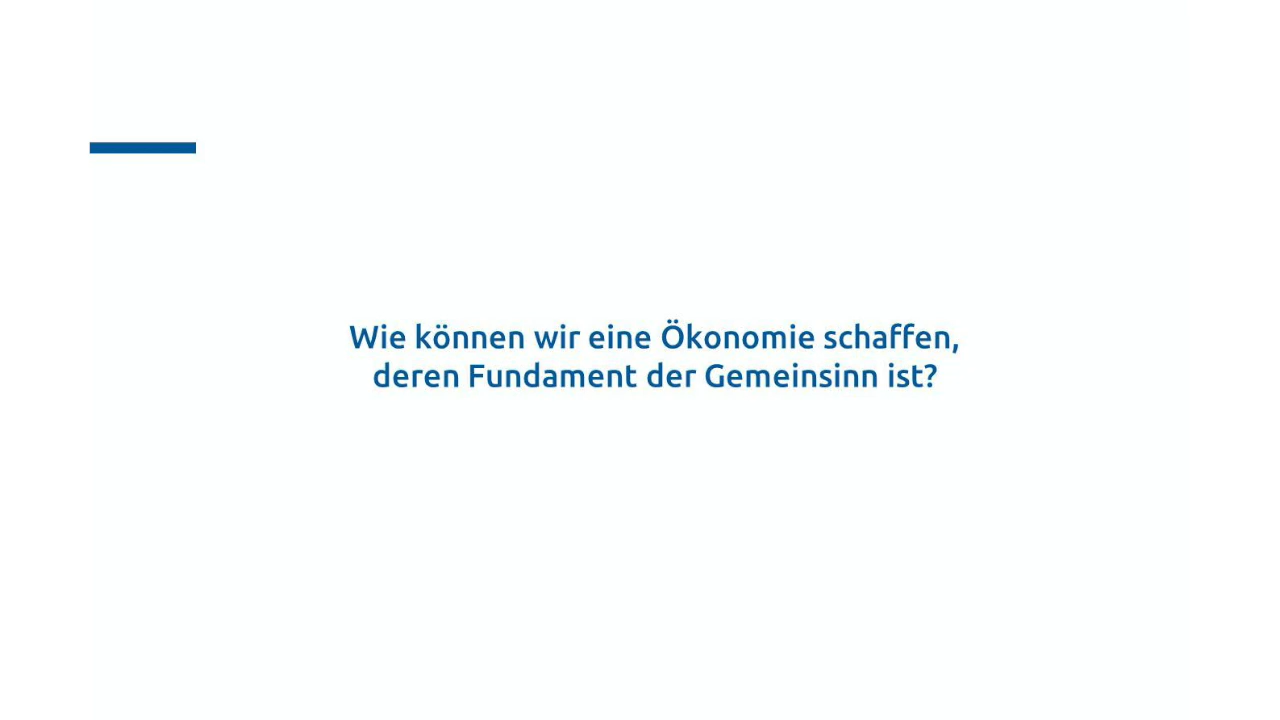 Wie können wir eine Ökonomie schaffen,
deren Fundament der Gemeinsinn ist?